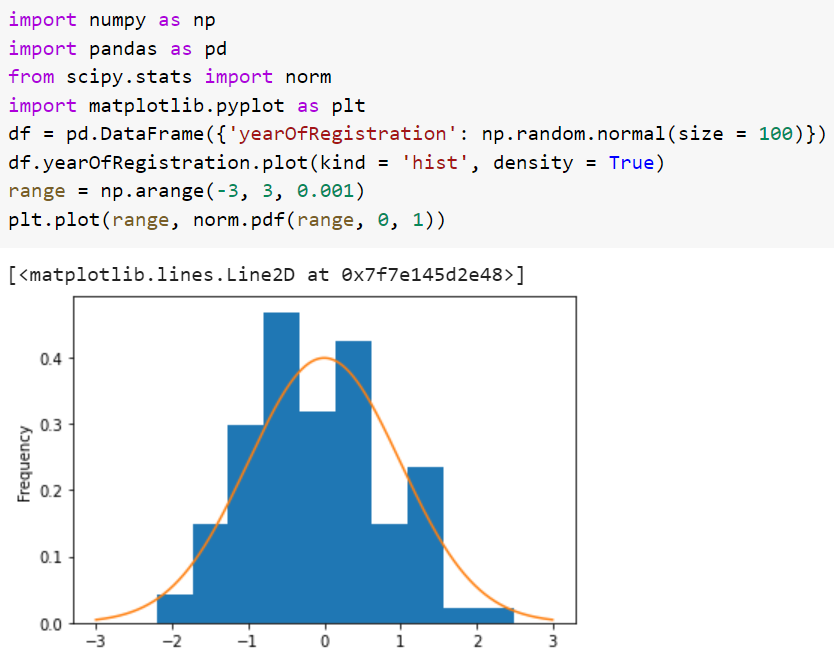 import numpy as np
import pandas as pd
from scipy.stats import norm
import matplotlib.pyplot as plt
df = pd.DataFrame({'yearOfRegistration': np.random.normal(size = 100)})
df.yearOfRegistration.plot(kind = 'hist', density = True)
range = np.arange(-3, 3, 0.001)
plt.plot(range, norm.pdf(range, 0, 1))
[<matplotlib.lines.Line2D at 0x7f7e145d2e48>]
0.4
0.3
0.2
0.1
0.0
Frequency
−3 −2 −1 0 1 2 3